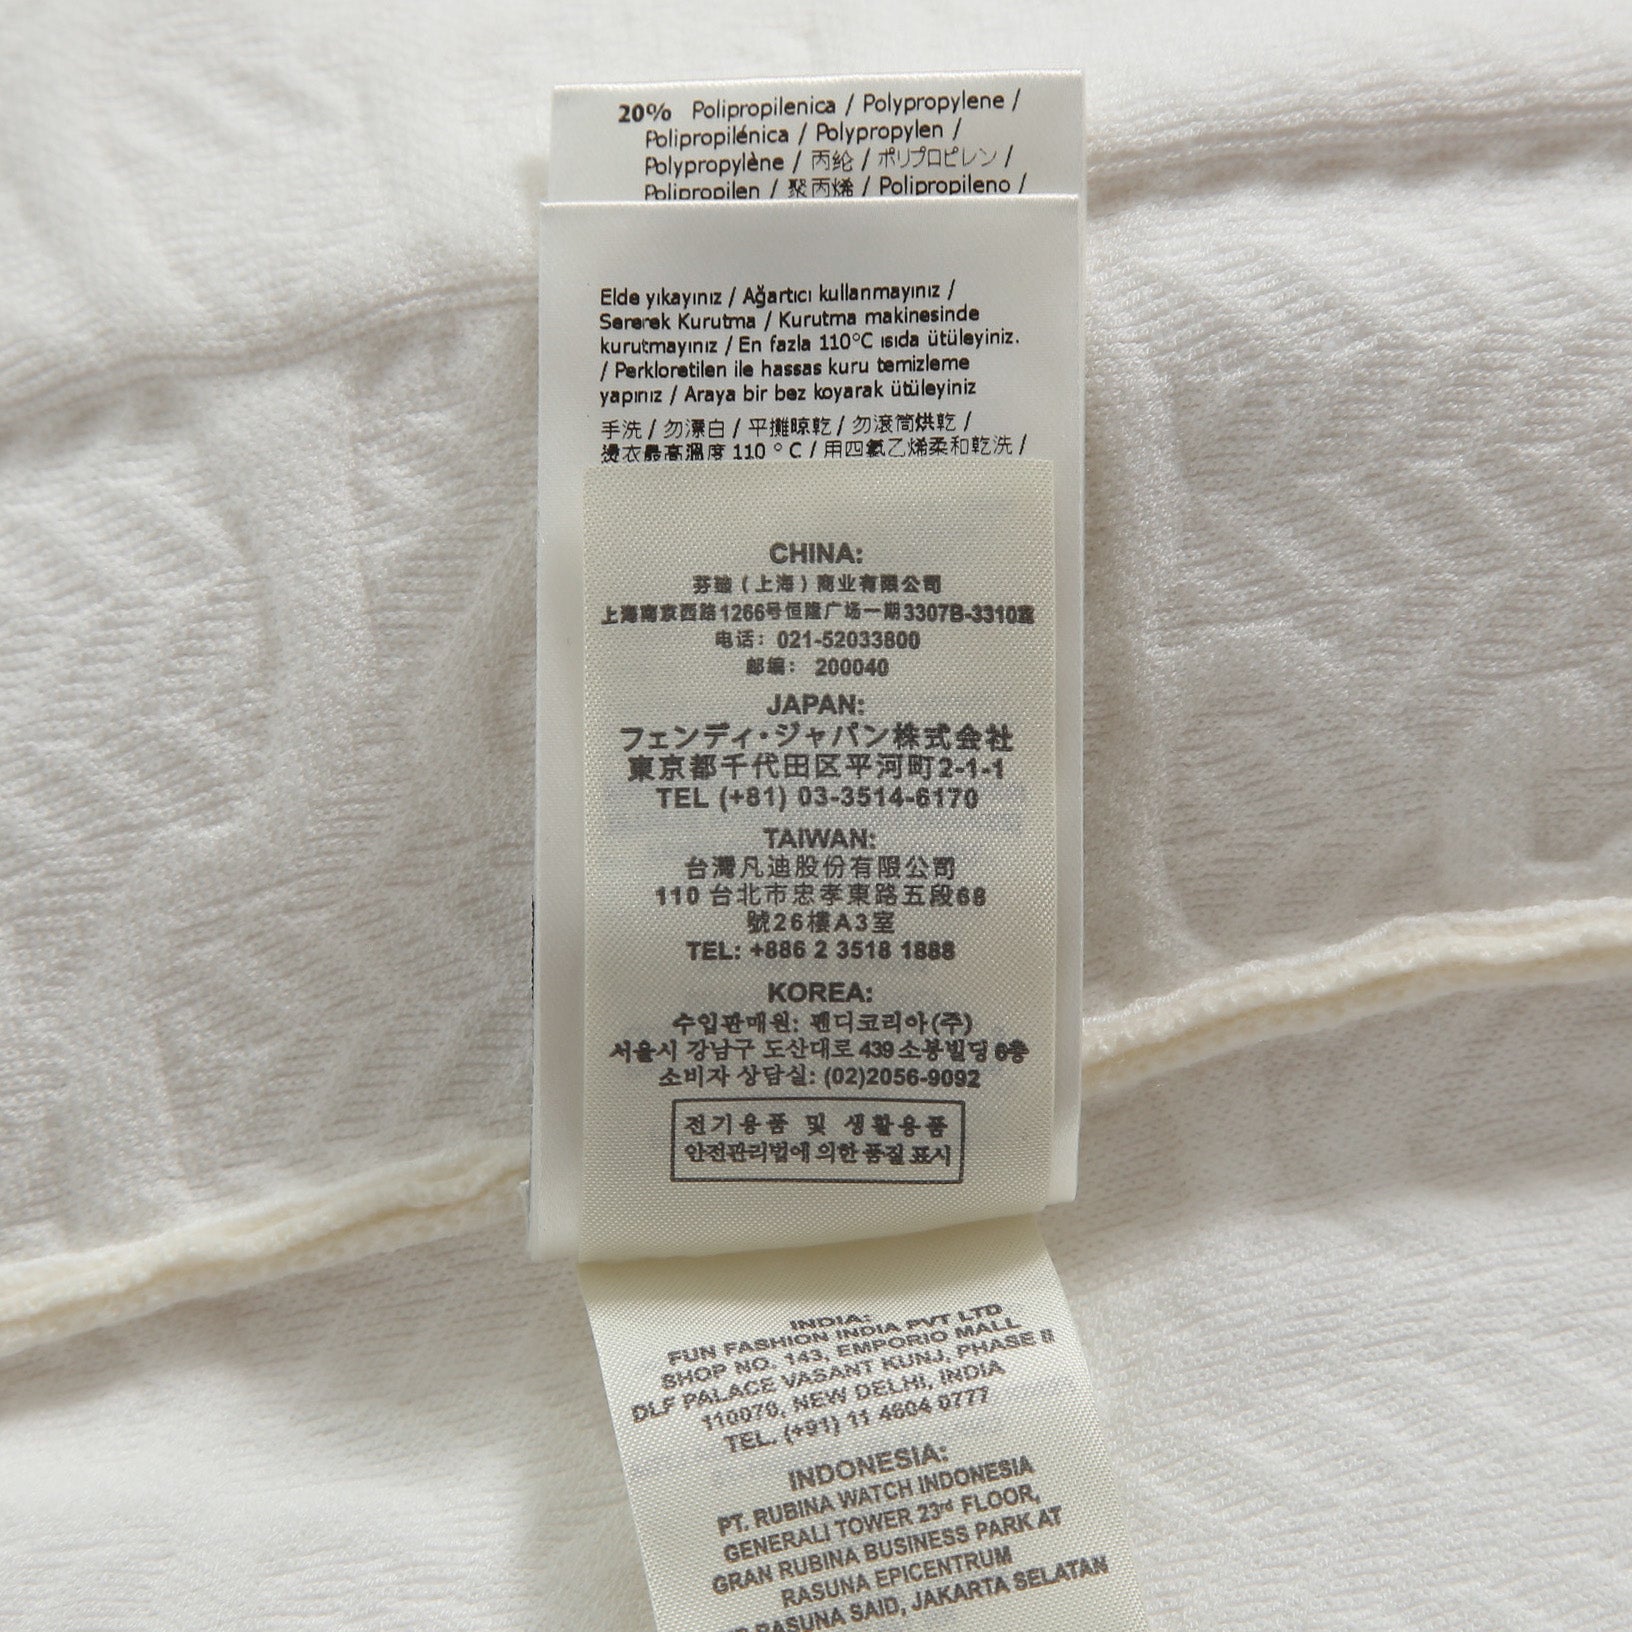 20% Polipropilenica / Polypropylene /
Polipropilénica / Polypropylen /
Polypropylène / 丙纶 / ポリプロピレン /
Polipropilen / 聚丙烯 / Polipropileno /
Elde yıkayınız / Ağartıcı kullanmayınız /
Sererek Kurutma / Kurutma makinesinde
kurutmayınız / En fazla 110°C ısıda ütüleyiniz.
/ Perkloretilen ile hassas kuru temizleme
yapınız / Araya bir bez koyarak ütüleyiniz
手洗 / 勿漂白 / 平攤晾乾 / 勿滾筒烘乾 /
燙衣最高溫度 110 ° C / 用四氯乙烯柔和乾洗 /
CHINA:
芬迪（上海）商业有限公司
上海南京西路1266号恒隆广场一期3307B-3310室
电话： 021-52033800
邮编： 200040
JAPAN:
フェンディ・ジャパン株式会社
東京都千代田区平河町2-1-1
TEL (+81) 03-3514-6170
TAIWAN:
台灣凡迪股份有限公司
110 台北市忠孝東路五段68
號26樓A3室
TEL: +886 2 3518 1888
KOREA:
수입판매원: 펜디코리아(주)
서울시 강남구 도산대로 439 소봉빌딩 6층
소비자 상담실: (02)2056-9092
전기용품 및 생활용품
안전관리법에 의한 품질 표시
INDIA:
FUN FASHION INDIA PVT LTD
SHOP NO. 143, EMPORIO MALL
DLF PALACE VASANT KUNJ, PHASE II
110070, NEW DELHI, INDIA
TEL. (+91) 11 4604 0777
INDONESIA:
PT. RUBINA WATCH INDONESIA
GENERALI TOWER 23rd FLOOR,
GRAN RUBINA BUSINESS PARK AT
RASUNA EPICENTRUM
RASUNA SAID, JAKARTA SELATAN